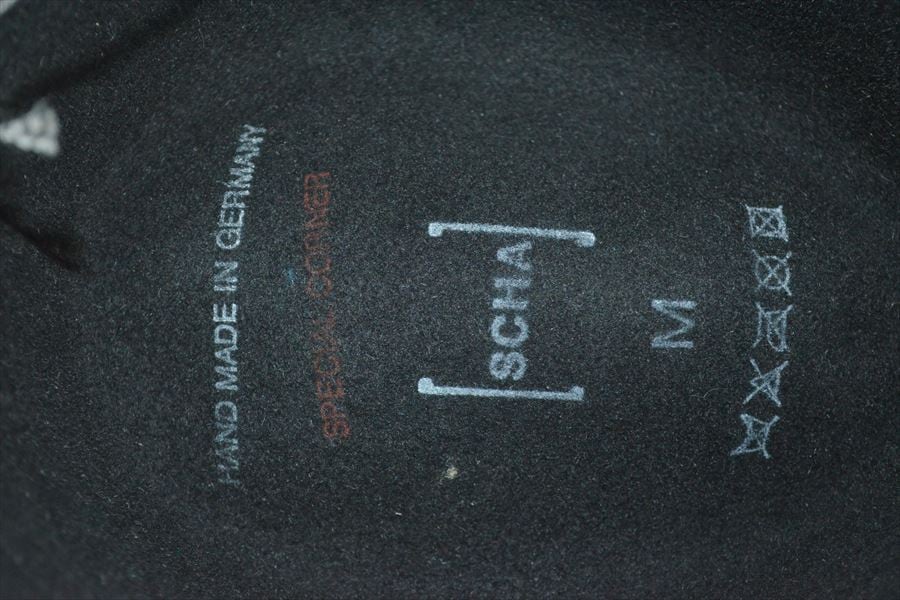 HAND MADE IN GERMANY
SPECIAL CORNER
[SCHA]
M